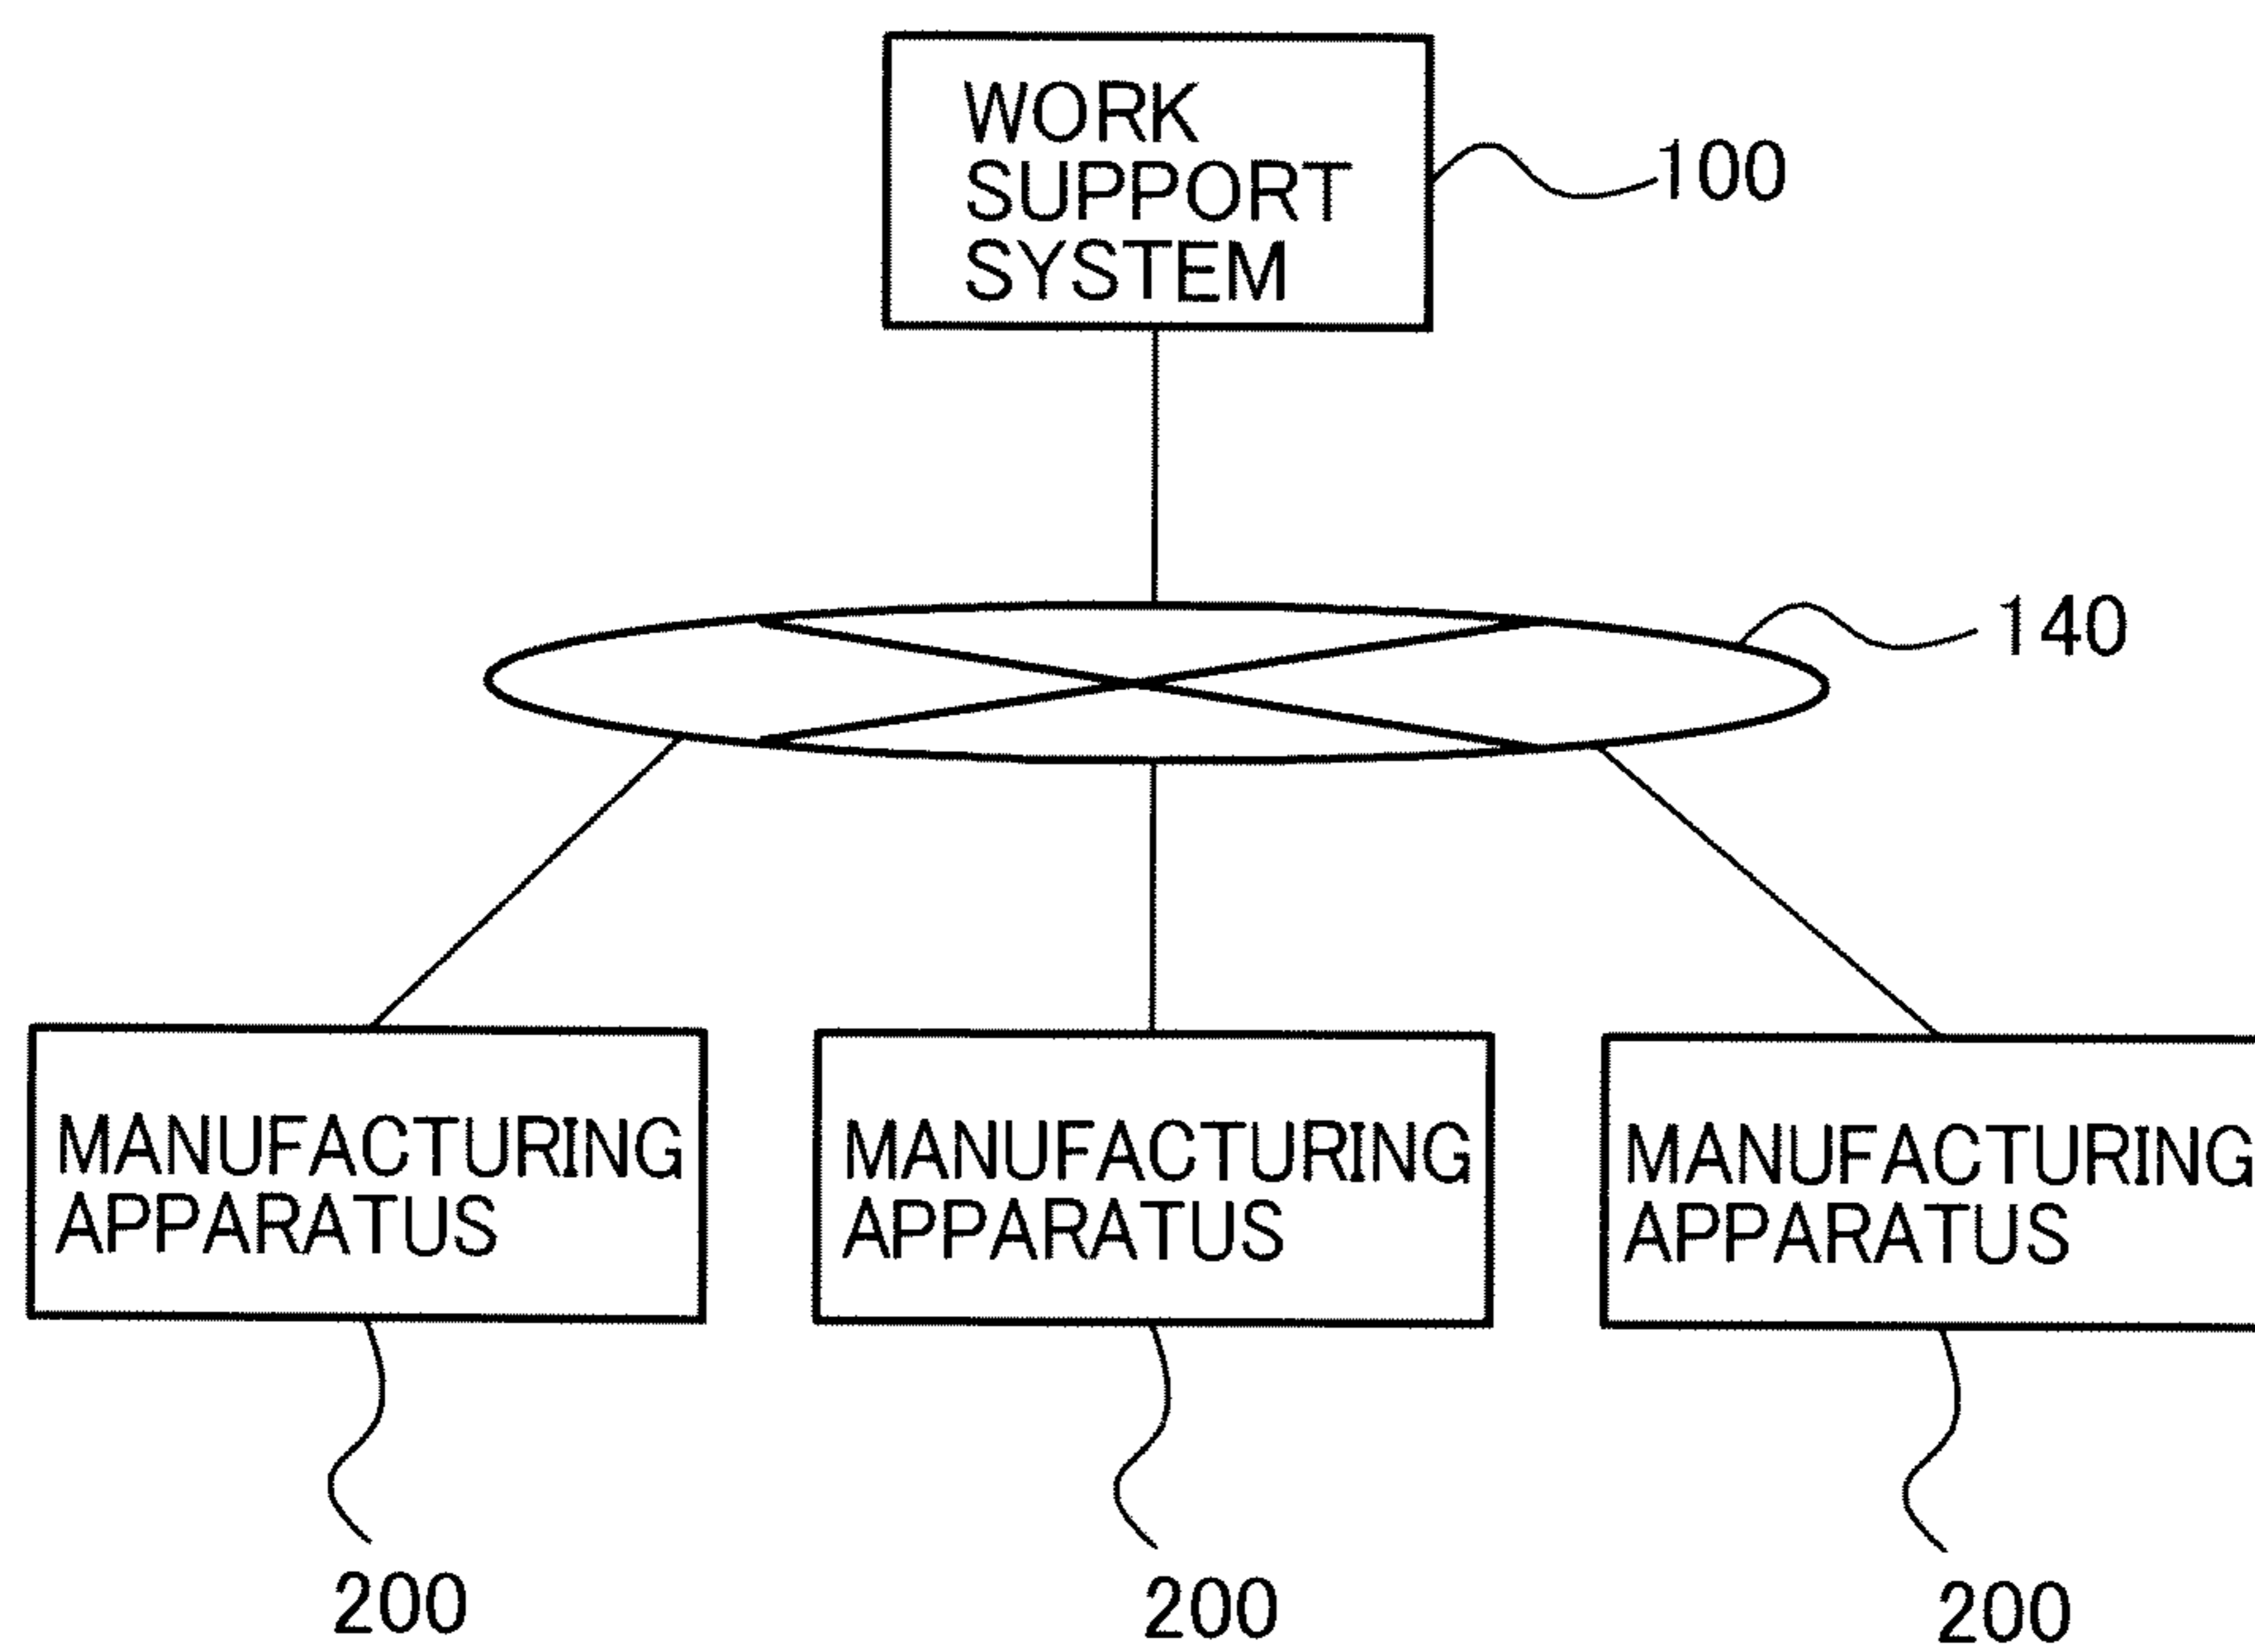 WORK
SUPPORT
SYSTEM
100
140
MANUFACTURING
APPARATUS
MANUFACTURING
APPARATUS
MANUFACTURING
APPARATUS
200
200
200